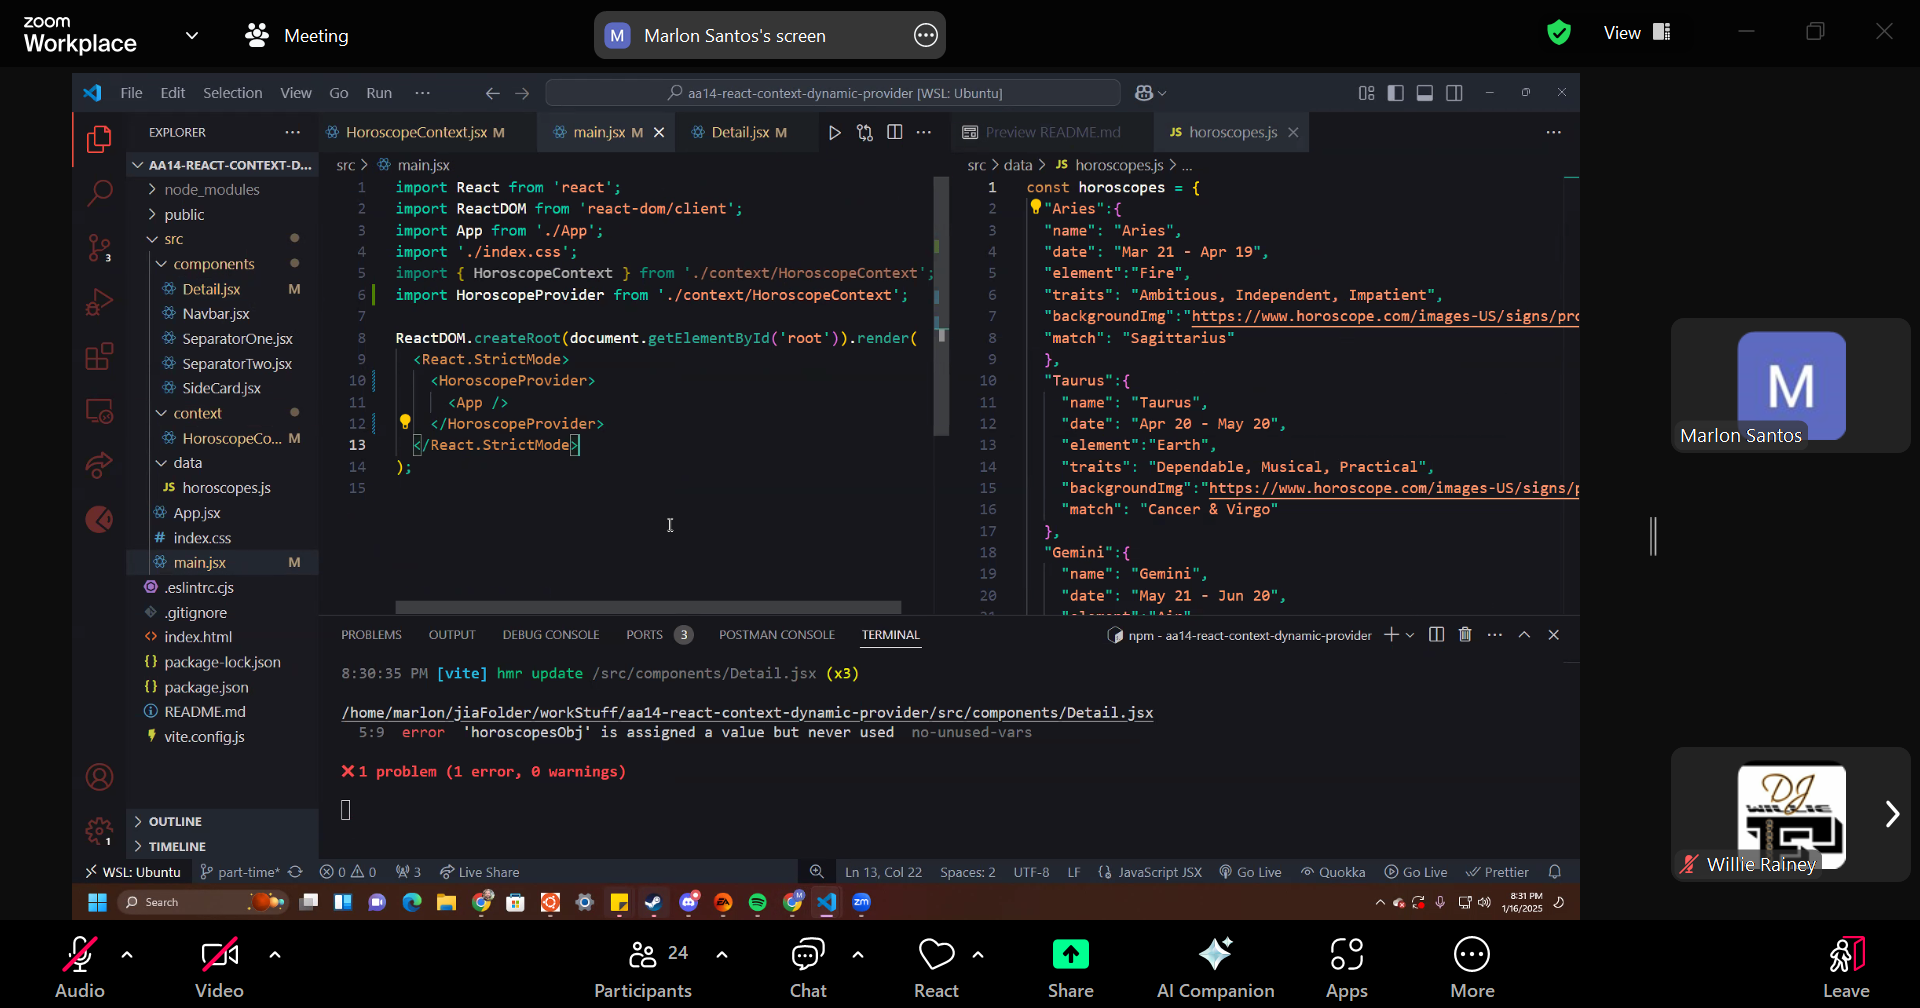 zoom
Workplace
Meeting
M Marlon Santos's screen
View
File Edit Selection View Go Run ···
aa14-react-context-dynamic-provider [WSL: Ubuntu]
EXPLORER
HoroscopeContext.jsx M
main.jsx M
Detail.jsx M
Preview README.md
JS horoscopes.js
AA14-REACT-CONTEXT-D...
node_modules
public
src
components
Detail.jsx M
Navbar.jsx
SeparatorOne.jsx
SeparatorTwo.jsx
SideCard.jsx
context
HoroscopeCo... M
data
JS horoscopes.js
App.jsx
# index.css
main.jsx M
.eslintrc.cjs
.gitignore
<> index.html
{} package-lock.json
{} package.json
README.md
vite.config.js
OUTLINE
TIMELINE
3
1
src > main.jsx
1 import React from 'react';
2 import ReactDOM from 'react-dom/client';
3 import App from './App';
4 import './index.css';
5 import { HoroscopeContext } from './context/HoroscopeContext';
6 import HoroscopeProvider from './context/HoroscopeContext';
7
8 ReactDOM.createRoot(document.getElementById('root')).render(
9 <React.StrictMode>
10 <HoroscopeProvider>
11 <App />
12 </HoroscopeProvider>
13 </React.StrictMode>
14 );
15
src > data > JS horoscopes.js > ...
1 const horoscopes = {
2 "Aries":{
3 "name": "Aries",
4 "date": "Mar 21 - Apr 19",
5 "element":"Fire",
6 "traits": "Ambitious, Independent, Impatient",
7 "backgroundImg":"https://www.horoscope.com/images-US/signs/pro
8 "match": "Sagittarius"
9 },
10 "Taurus":{
11 "name": "Taurus",
12 "date": "Apr 20 - May 20",
13 "element":"Earth",
14 "traits": "Dependable, Musical, Practical",
15 "backgroundImg":"https://www.horoscope.com/images-US/signs/p
16 "match": "Cancer & Virgo"
17 },
18 "Gemini":{
19 "name": "Gemini",
20 "date": "May 21 - Jun 20",
PROBLEMS OUTPUT DEBUG CONSOLE PORTS 3 POSTMAN CONSOLE TERMINAL
npm - aa14-react-context-dynamic-provider
8:30:35 PM [vite] hmr update /src/components/Detail.jsx (x3)
/home/marlon/jiaFolder/workStuff/aa14-react-context-dynamic-provider/src/components/Detail.jsx
5:9 error 'horoscopesObj' is assigned a value but never used no-unused-vars
✕ 1 problem (1 error, 0 warnings)
WSL: Ubuntu part-time* 0 0 3 Live Share
Ln 13, Col 22 Spaces: 2 UTF-8 LF {} JavaScript JSX Go Live Quokka Go Live Prettier
Search
zm
8:31 PM
1/16/2025
M
Marlon Santos
DJ
WILLIE
Willie Rainey
Audio
Video
Participants 24
Chat
React
Share
AI Companion
Apps
More
Leave